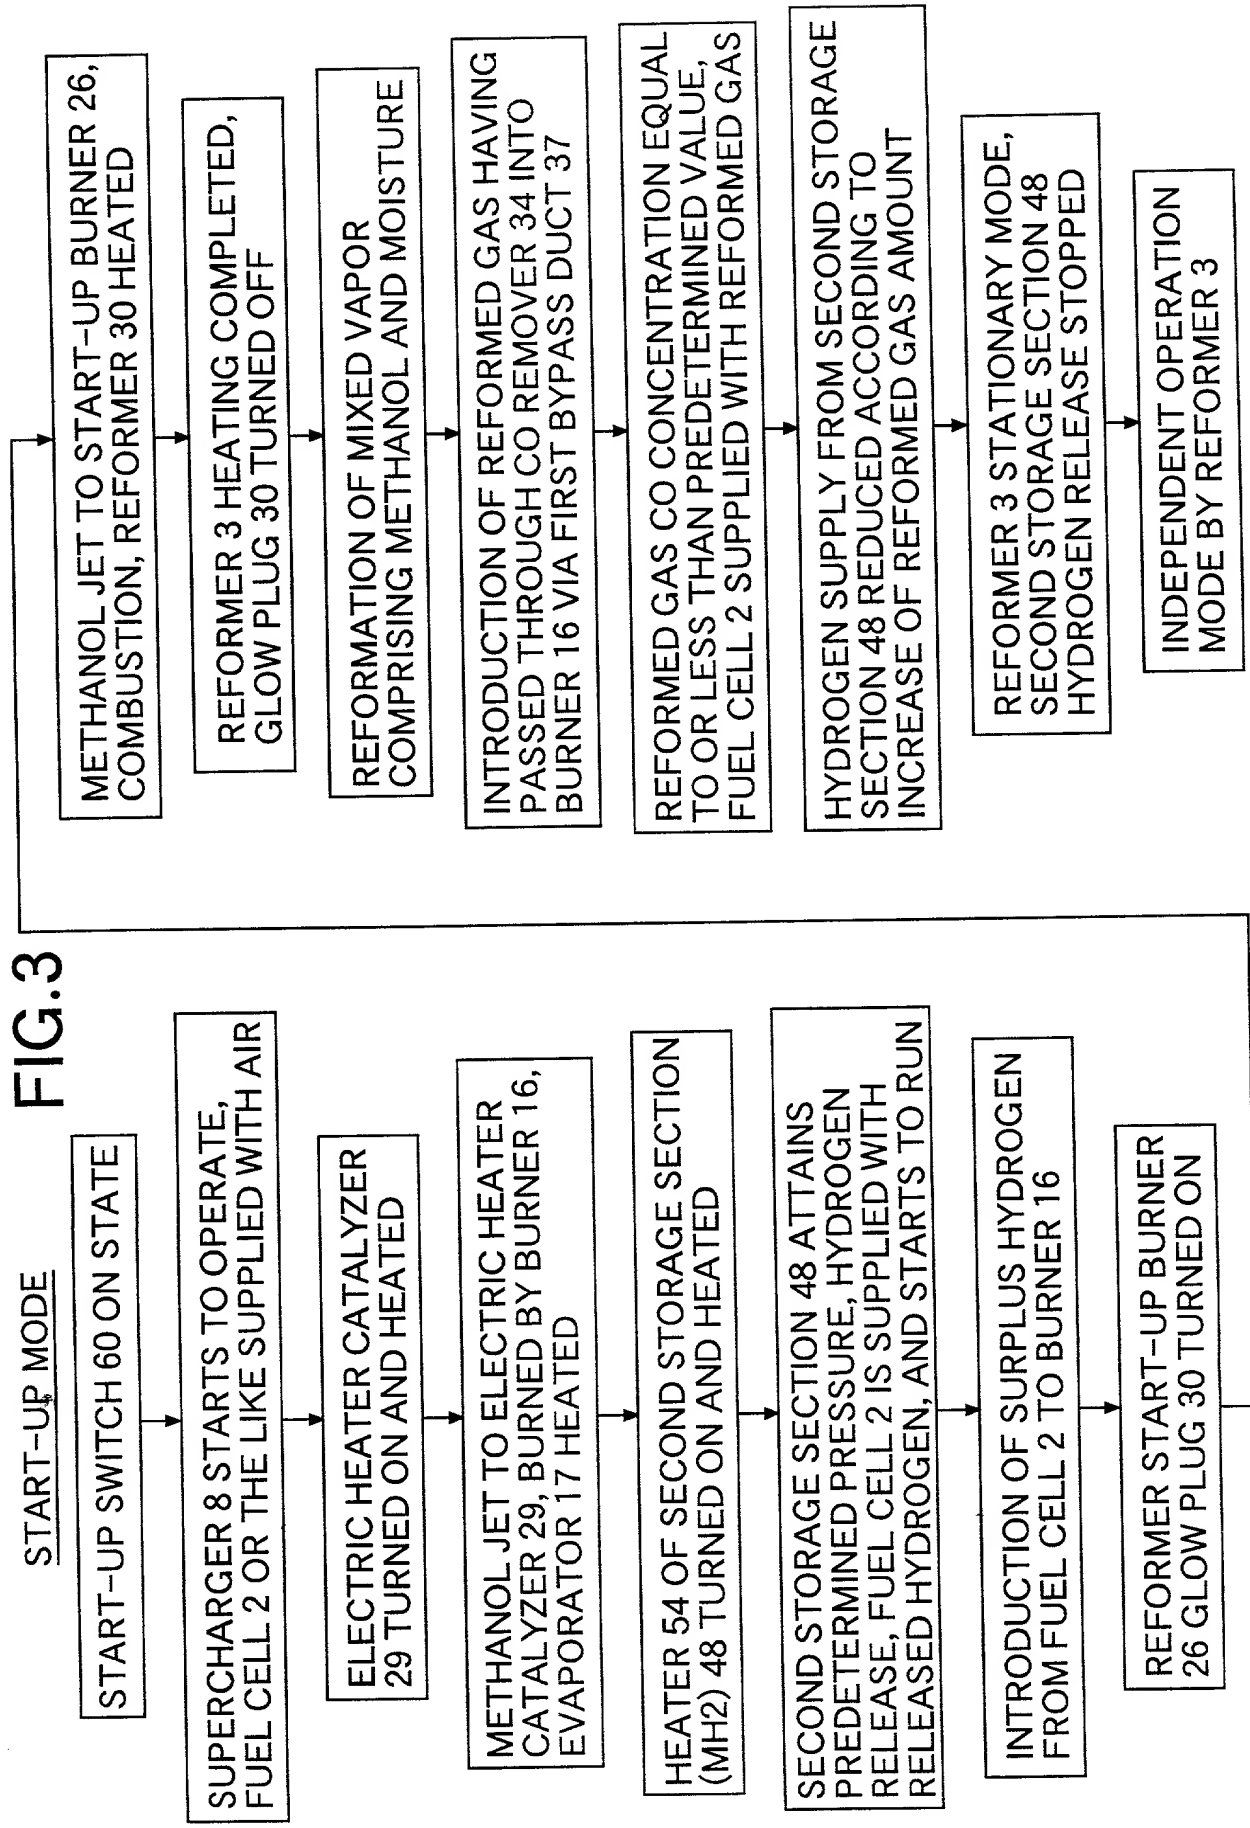 FIG.3
START-UP MODE
START-UP SWITCH 60 ON STATE
SUPERCHARGER 8 STARTS TO OPERATE,
FUEL CELL 2 OR THE LIKE SUPPLIED WITH AIR
ELECTRIC HEATER CATALYZER
29 TURNED ON AND HEATED
METHANOL JET TO ELECTRIC HEATER
CATALYZER 29, BURNED BY BURNER 16,
EVAPORATOR 17 HEATED
HEATER 54 OF SECOND STORAGE SECTION
(MH2) 48 TURNED ON AND HEATED
SECOND STORAGE SECTION 48 ATTAINS
PREDETERMINED PRESSURE, HYDROGEN
RELEASE, FUEL CELL 2 IS SUPPLIED WITH
RELEASED HYDROGEN, AND STARTS TO RUN
INTRODUCTION OF SURPLUS HYDROGEN
FROM FUEL CELL 2 TO BURNER 16
REFORMER START-UP BURNER
26 GLOW PLUG 30 TURNED ON
METHANOL JET TO START-UP BURNER 26,
COMBUSTION, REFORMER 30 HEATED
REFORMER 3 HEATING COMPLETED,
GLOW PLUG 30 TURNED OFF
REFORMATION OF MIXED VAPOR
COMPRISING METHANOL AND MOISTURE
INTRODUCTION OF REFORMED GAS HAVING
PASSED THROUGH CO REMOVER 34 INTO
BURNER 16 VIA FIRST BYPASS DUCT 37
REFORMED GAS CO CONCENTRATION EQUAL
TO OR LESS THAN PREDETERMINED VALUE,
FUEL CELL 2 SUPPLIED WITH REFORMED GAS
HYDROGEN SUPPLY FROM SECOND STORAGE
SECTION 48 REDUCED ACCORDING TO
INCREASE OF REFORMED GAS AMOUNT
REFORMER 3 STATIONARY MODE,
SECOND STORAGE SECTION 48
HYDROGEN RELEASE STOPPED
INDEPENDENT OPERATION
MODE BY REFORMER 3